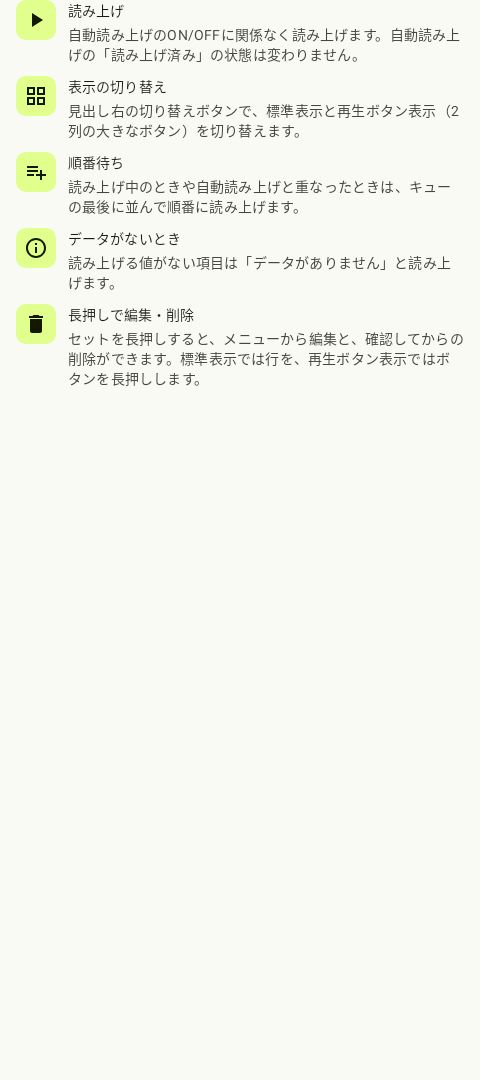 読み上げ
自動読み上げのON/OFFに関係なく読み上げます。自動読み上
げの「読み上げ済み」の状態は変わりません。
表示の切り替え
見出し右の切り替えボタンで、標準表示と再生ボタン表示（2
列の大きなボタン）を切り替えます。
順番待ち
読み上げ中のときや自動読み上げと重なったときは、キュー
の最後に並んで順番に読み上げます。
データがないとき
読み上げる値がない項目は「データがありません」と読み上
げます。
長押しで編集・削除
セットを長押しすると、メニューから編集と、確認してからの
削除ができます。標準表示では行を、再生ボタン表示ではボ
タンを長押しします。